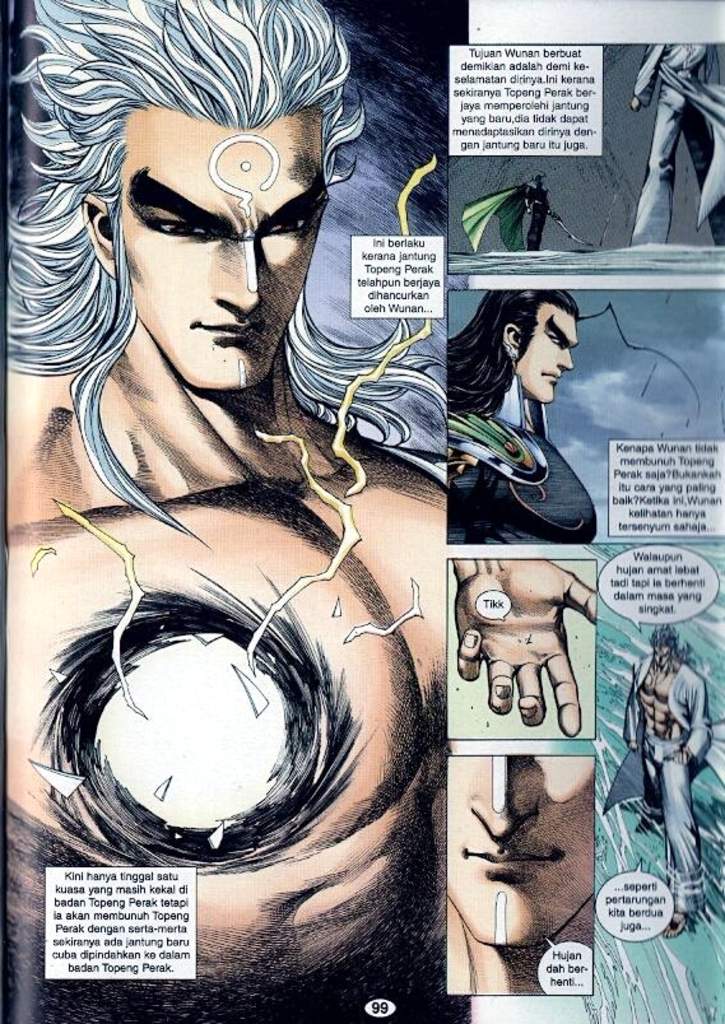 Tujuan Wunan berbuat
demikian adalah demi ke-
selamatan dirinya.Ini kerana
sekiranya Topeng Perak ber-
jaya memperolehi jantung
yang baru,dia tidak dapat
menadaptasikan dirinya den-
gan jantung baru itu juga.
Ini berlaku
kerana jantung
Topeng Perak
telahpun berjaya
dihancurkan
oleh Wunan...
Kenapa Wunan tidak
membunuh Topeng
Perak saja?Bukankah
itu cara yang paling
baik?Ketika ini,Wunan
kelihatan hanya
tersenyum sahaja...
Walaupun
hujan amat lebat
tadi tapi ia berhenti
dalam masa yang
singkat.
Tikk
Kini hanya tinggal satu
kuasa yang masih kekal di
badan Topeng Perak tetapi
ia akan membunuh Topeng
Perak dengan serta-merta
sekiranya ada jantung baru
cuba dipindahkan ke dalam
badan Topeng Perak.
...seperti
pertarungan
kita berdua
juga...
Hujan
dah ber-
henti...
99